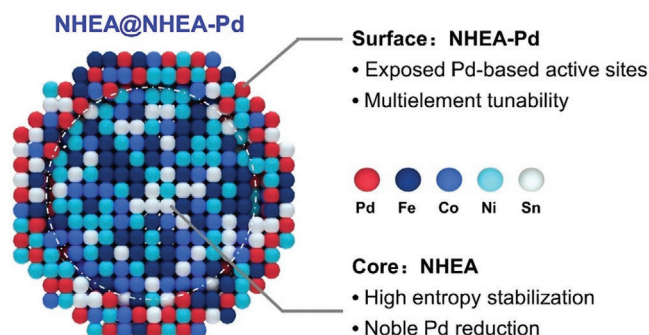 NHEA@NHEA-Pd
Surface: NHEA-Pd
• Exposed Pd-based active sites
• Multielement tunability
Pd Fe Co Ni Sn
Core: NHEA
• High entropy stabilization
• Noble Pd reduction